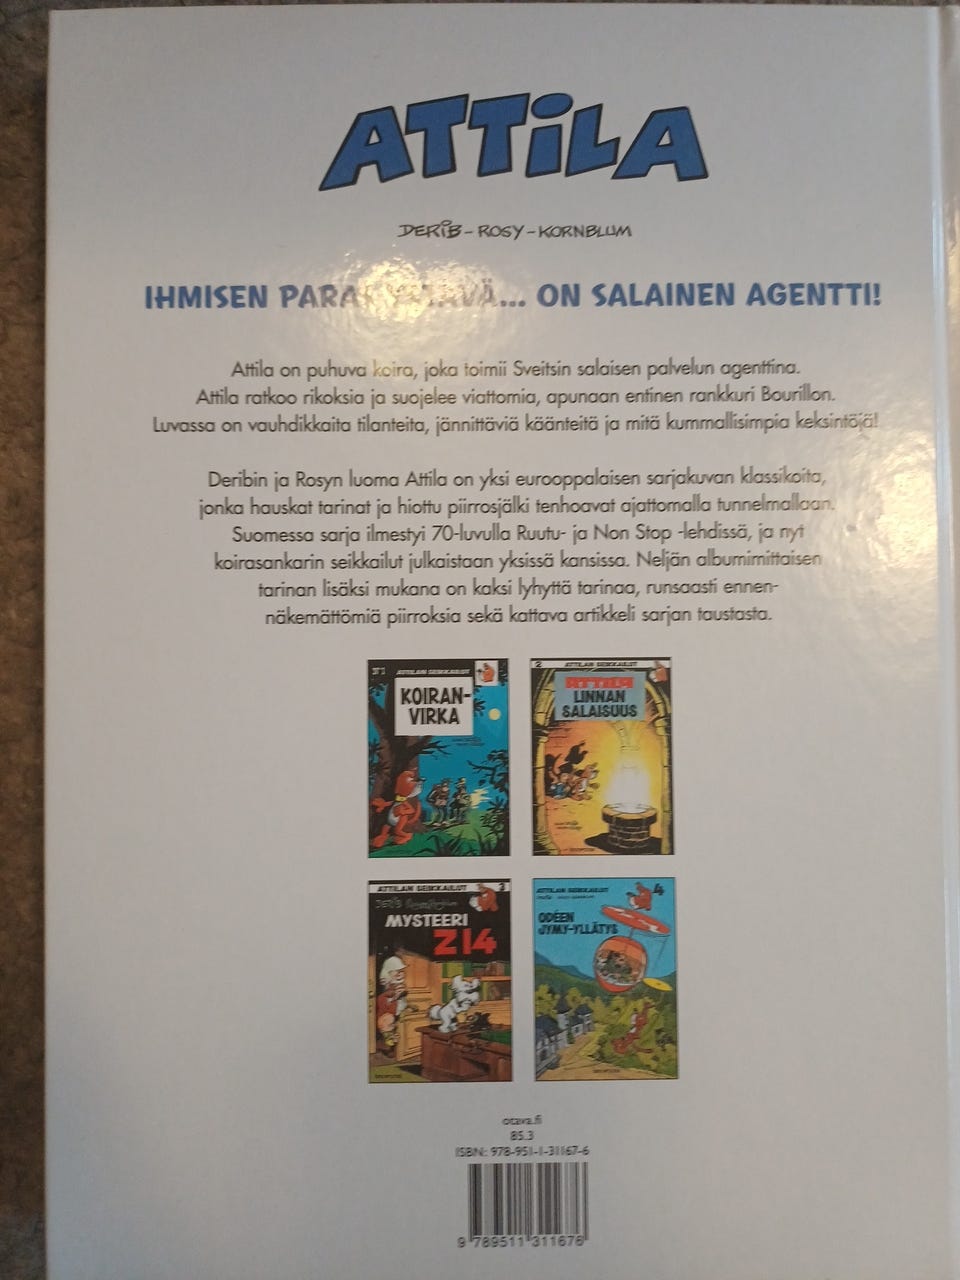 ATTiLA
DERIB - ROSY - KORNBLUM
IHMISEN PARAS YSTÄVÄ... ON SALAINEN AGENTTI!
Attila on puhuva koira, joka toimii Sveitsin salaisen palvelun agenttina.
Attila ratkoo rikoksia ja suojelee viattomia, apunaan entinen rankkuri Bourillon.
Luvassa on vauhdikkaita tilanteita, jännittäviä käänteitä ja mitä kummallisimpia keksintöjä!
Deribin ja Rosyn luoma Attila on yksi eurooppalaisen sarjakuvan klassikoita,
jonka hauskat tarinat ja hiottu piirrosjälki tenhoavat ajattomalla tunnelmallaan.
Suomessa sarja ilmestyi 70-luvulla Ruutu- ja Non Stop -lehdissä, ja nyt
koirasankarin seikkailut julkaistaan yksissä kansissa. Neljän albumimittaisen
tarinan lisäksi mukana on kaksi lyhyttä tarinaa, runsaasti ennen-
näkemättömiä piirroksia sekä kattava artikkeli sarjan taustasta.
N°1 ATTILAN SEIKKAILUT
KOIRAN-
VIRKA
2 ATTILAN SEIKKAILUT
ATTILA
LINNAN
SALAISUUS
ATTILAN SEIKKAILUT 3
DERIB
MYSTEERI
Z14
ATTILAN SEIKKAILUT 4
ODÉEN
JYMY-YLLÄTYS
otava.fi
85.3
ISBN: 978-951-1-31167-6
9 789511 311676